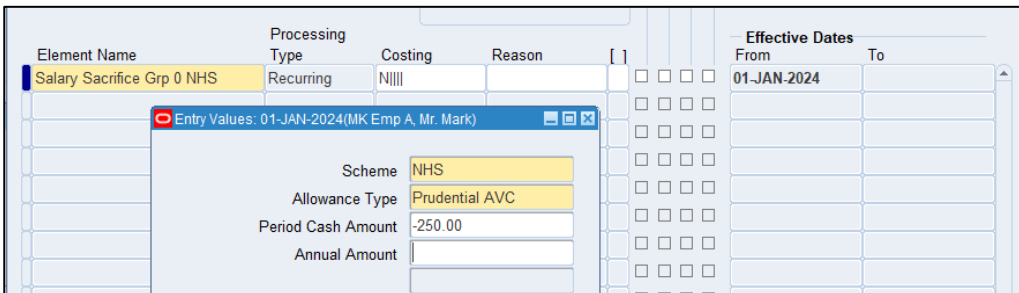 Processing
Effective Dates
Element Name Type Costing Reason [ ] From To
Salary Sacrifice Grp 0 NHS Recurring N|||| 01-JAN-2024
Entry Values: 01-JAN-2024(MK Emp A, Mr. Mark)
Scheme NHS
Allowance Type Prudential AVC
Period Cash Amount -250.00
Annual Amount